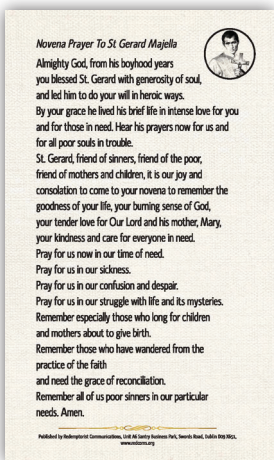 Novena Prayer To St Gerard Majella
Almighty God, from his boyhood years
you blessed St. Gerard with generosity of soul,
and led him to do your will in heroic ways.
By your grace he lived his brief life in intense love for you
and for those in need. Hear his prayers now for us and
for all poor souls in trouble.
St. Gerard, friend of sinners, friend of the poor,
friend of mothers and children, it is our joy and
consolation to come to your novena to remember the
goodness of your life, your burning sense of God,
your tender love for Our Lord and his mother, Mary,
your kindness and care for everyone in need.
Pray for us now in our time of need.
Pray for us in our sickness.
Pray for us in our confusion and despair.
Pray for us in our struggle with life and its mysteries.
Remember especially those who long for children
and mothers about to give birth.
Remember those who have wandered from the
practice of the faith
and need the grace of reconciliation.
Remember all of us poor sinners in our particular
needs. Amen.
Published by Redemptorist Communications, Unit A6 Santry Business Park, Swords Road, Dublin D09 X651,
www.redcoms.org